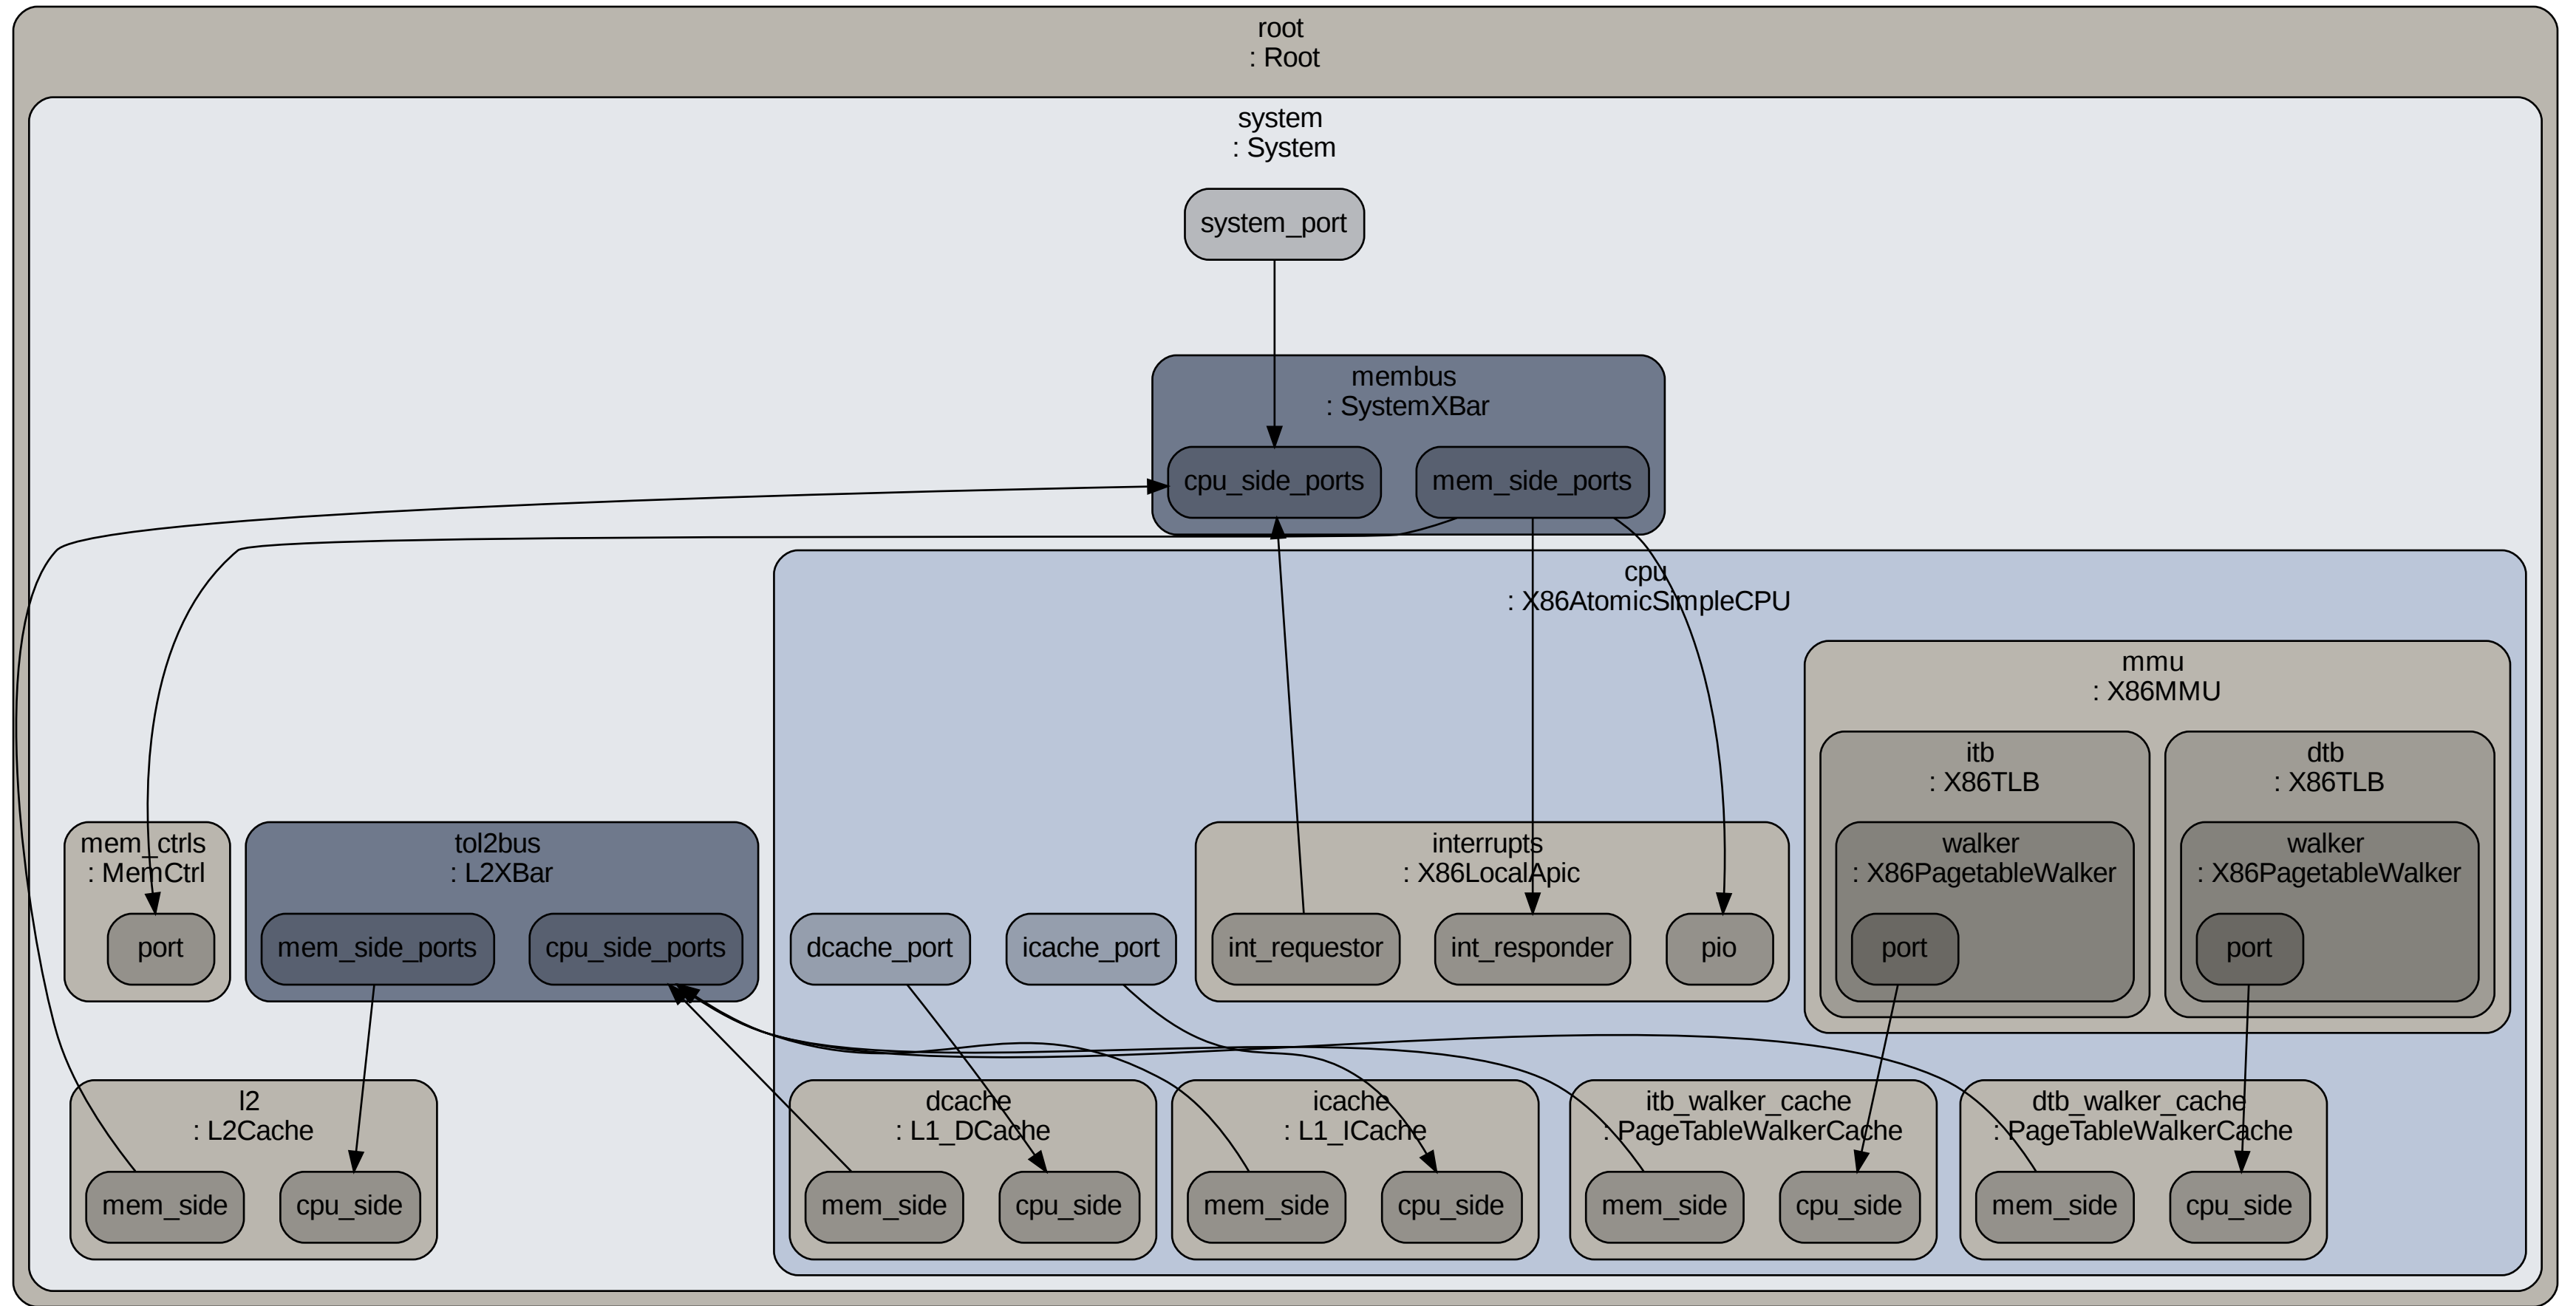 root
: Root
system
: System
system_port
membus
: SystemXBar
cpu_side_ports
mem_side_ports
cpu
: X86AtomicSimpleCPU
mmu
: X86MMU
itb
: X86TLB
dtb
: X86TLB
mem_ctrls
: MemCtrl
tol2bus
: L2XBar
interrupts
: X86LocalApic
walker
: X86PagetableWalker
walker
: X86PagetableWalker
port
mem_side_ports
cpu_side_ports
dcache_port
icache_port
int_requestor
int_responder
pio
port
port
l2
: L2Cache
dcache
: L1_DCache
icache
: L1_ICache
itb_walker_cache
: PageTableWalkerCache
dtb_walker_cache
: PageTableWalkerCache
mem_side
cpu_side
mem_side
cpu_side
mem_side
cpu_side
mem_side
cpu_side
mem_side
cpu_side